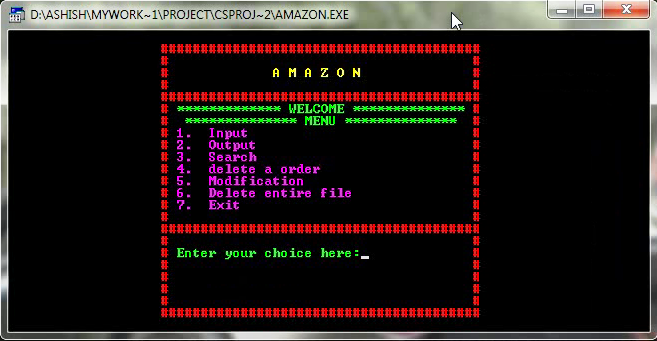 D:\ASHISH\MYWORK~1\PROJECT\CSPROJ~2\AMAZON.EXE
A M A Z O N
************* WELCOME **************
************** MENU **************
1. Input
2. Output
3. Search
4. delete a order
5. Modification
6. Delete entire file
7. Exit
Enter your choice here:_